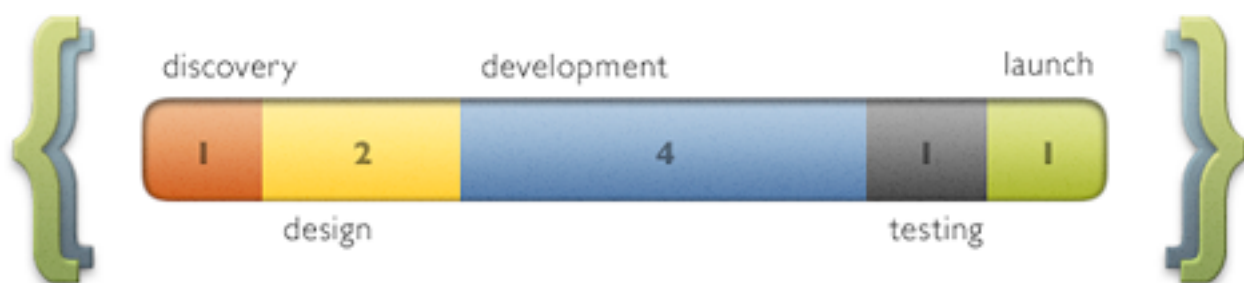 discovery development launch
1 2 4 1 1
design testing